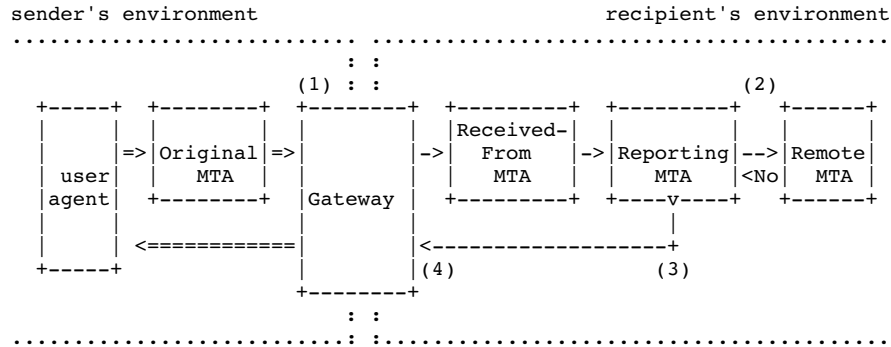 sender's environment                           recipient's environment
............................ ..........................................
                           : :
                       (1) : :
  +-----+  +--------+  +--------+  +---------+  +---------+ (2) +------+
  |     |  |        |  |        |  |Received-|  |         |     |      |
  |     |=>|Original|=>|        |->|  From   |->|Reporting|-->|Remote|
  | user|  |   MTA  |  |        |  |   MTA   |  |   MTA   |<No| MTA  |
  |agent|  +--------+  |Gateway |  +---------+  +----v----+   +------+
  |     |              |        |                    |
  |     | <============|        |<-------------------+
  +-----+              |        |(4)                (3)
                       +--------+
                           : :
...........................: :.........................................